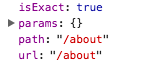 isExact: true
▶ params: {}
path: "/about"
url: "/about"